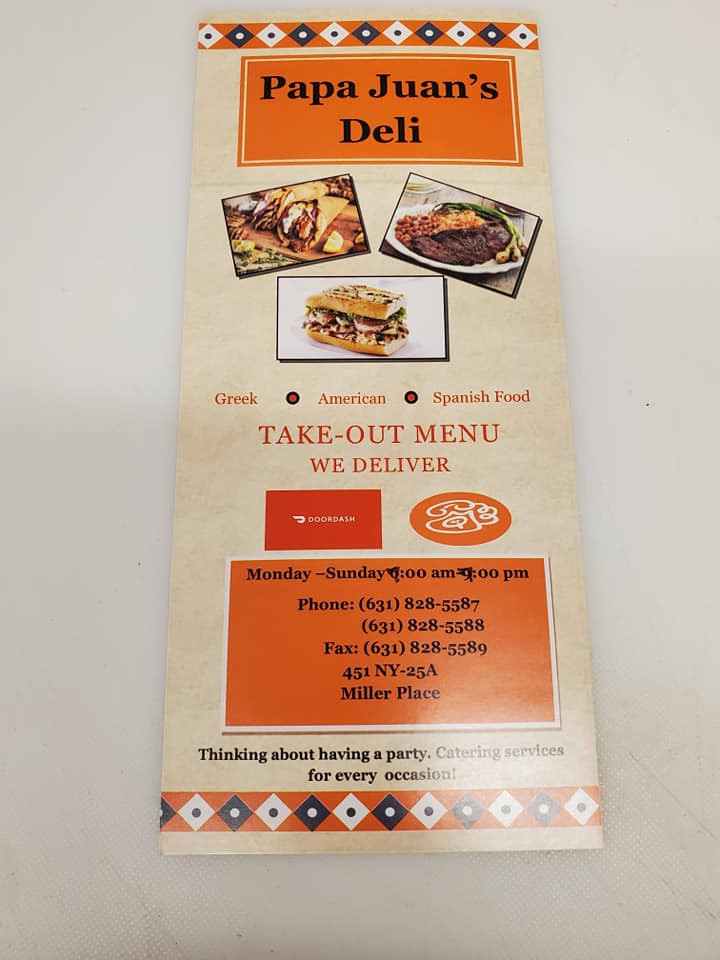 Papa Juan's
Deli
Greek American Spanish Food
TAKE-OUT MENU
WE DELIVER
DOORDASH
Monday –Sunday :00 am- :00 pm
Phone: (631) 828-5587
(631) 828-5588
Fax: (631) 828-5589
451 NY-25A
Miller Place
Thinking about having a party. Catering services
for every occasion!